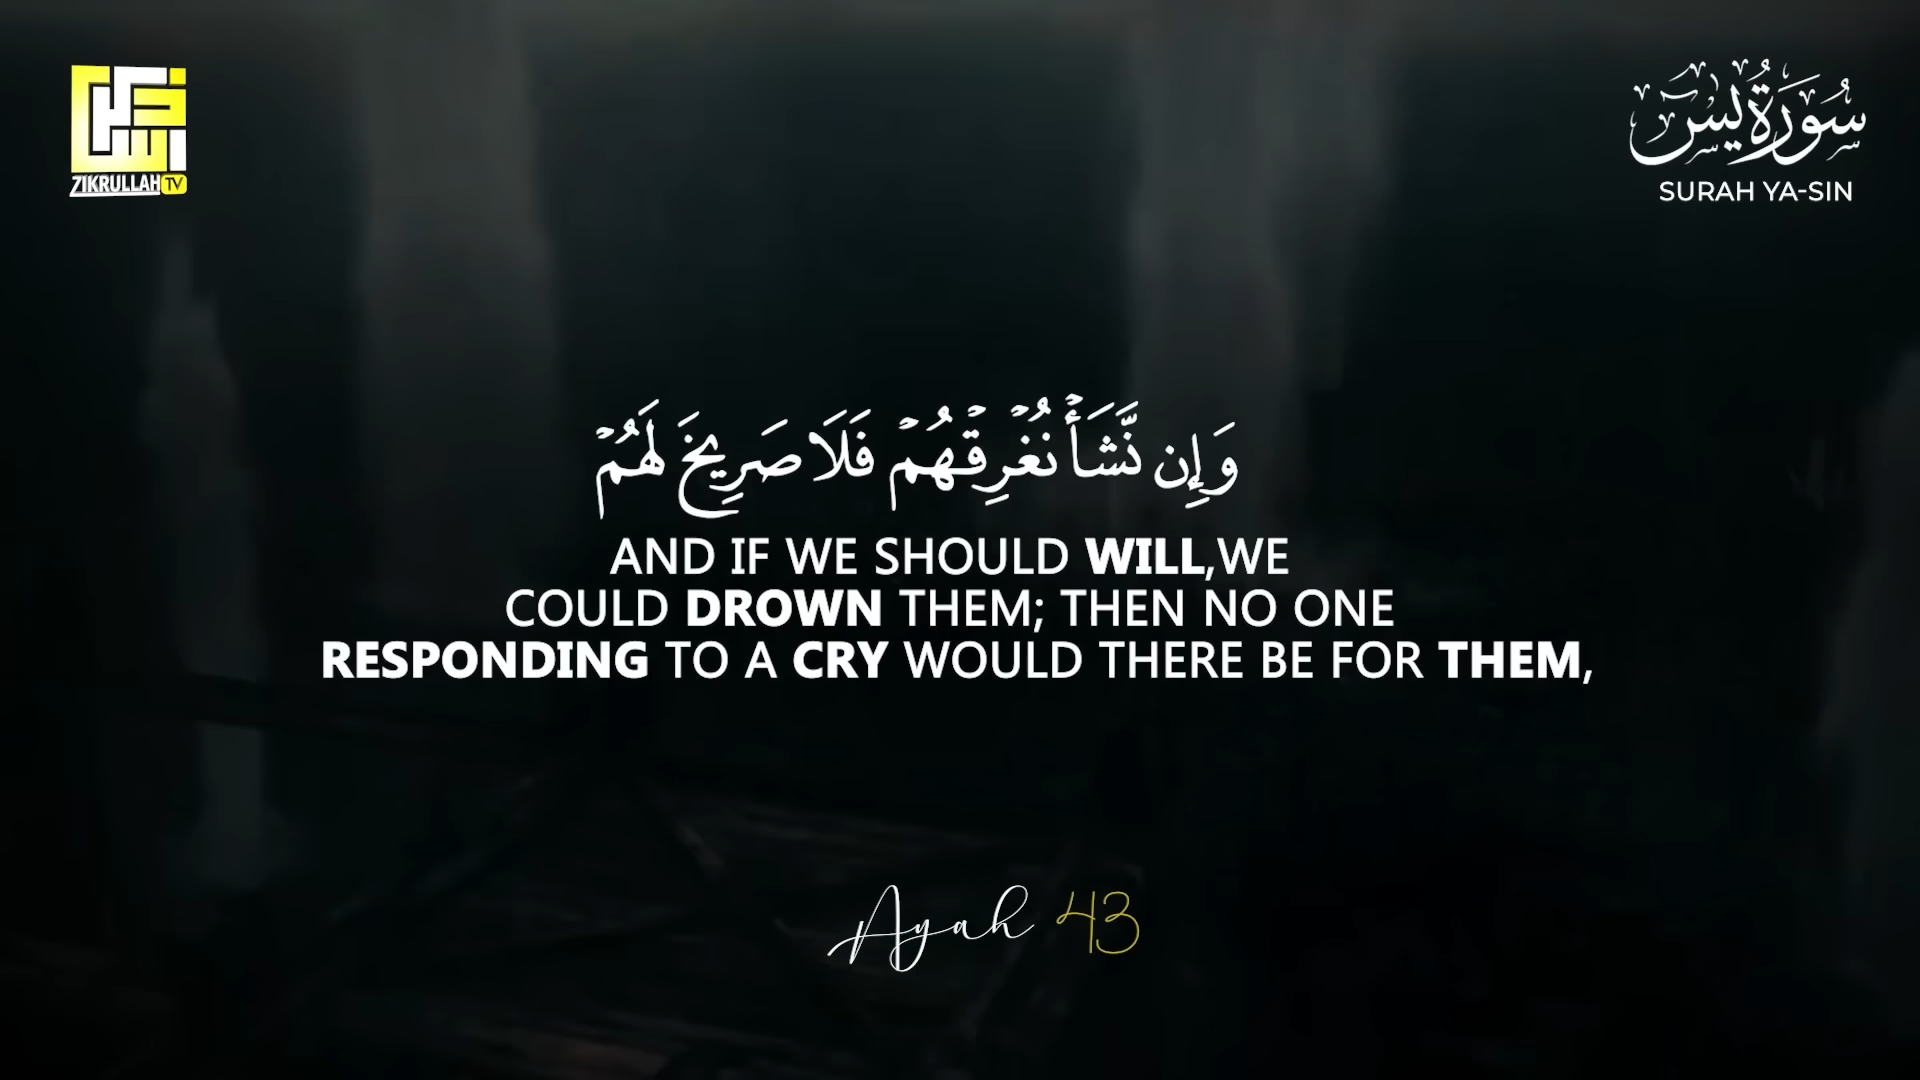 ZIKRULLAH TV
سُورَةُ يس
SURAH YA-SIN
وَإِن نَّشَأۡ نُغۡرِقۡهُمۡ فَلَا صَرِيخَ لَهُمۡ
AND IF WE SHOULD WILL,WE
COULD DROWN THEM; THEN NO ONE
RESPONDING TO A CRY WOULD THERE BE FOR THEM,
Ayah 43